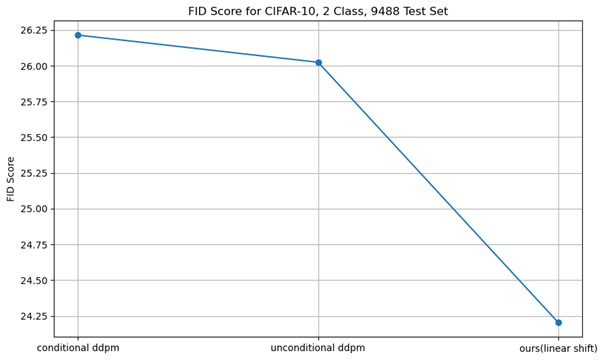 FID Score for CIFAR-10, 2 Class, 9488 Test Set
FID Score
26.25
26.00
25.75
25.50
25.25
25.00
24.75
24.50
24.25
conditional ddpm
unconditional ddpm
ours(linear shift)